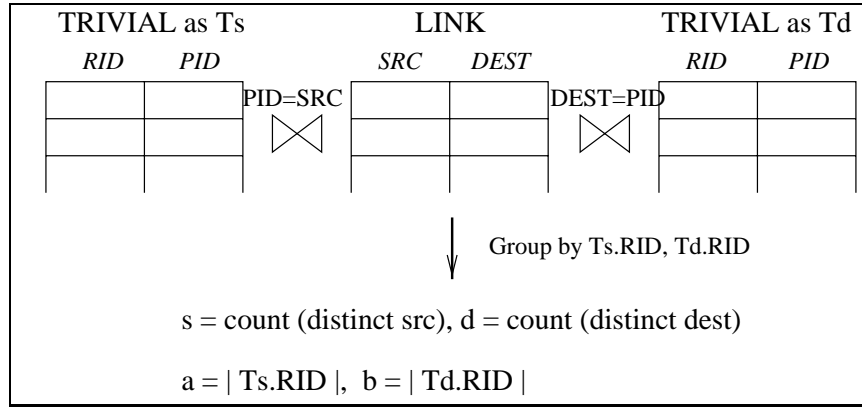 TRIVIAL as Ts LINK TRIVIAL as Td
RID PID SRC DEST RID PID
PID=SRC DEST=PID
Group by Ts.RID, Td.RID
s = count (distinct src), d = count (distinct dest)
a = | Ts.RID |, b = | Td.RID |